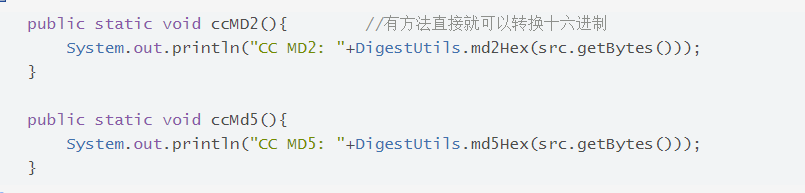 public static void ccMD2(){        //有方法直接就可以转换十六进制
    System.out.println("CC MD2: "+DigestUtils.md2Hex(src.getBytes()));
}
public static void ccMd5(){
    System.out.println("CC MD5: "+DigestUtils.md5Hex(src.getBytes()));
}